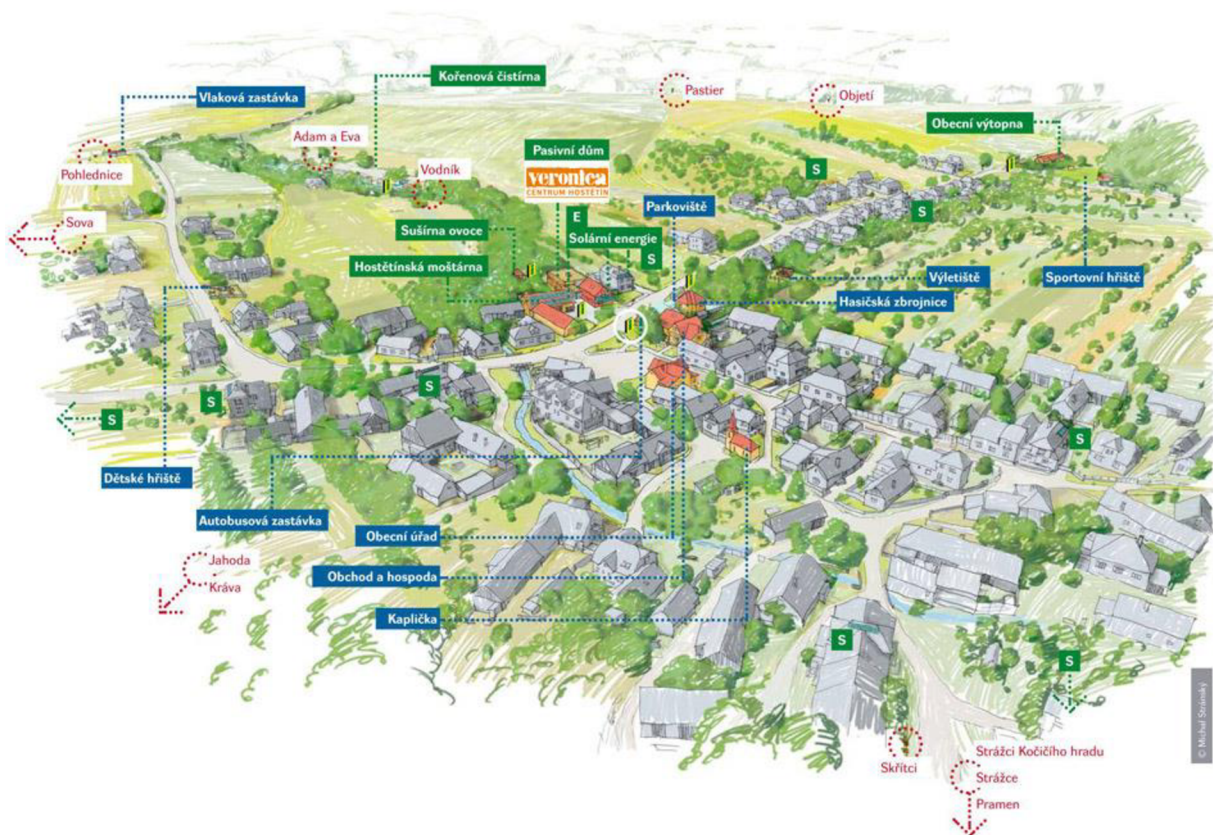 Kořenová čistírna
Vlaková zastávka
Pastier
Objetí
Obecní výtopna
Adam a Eva
Pasivní dům
veronica
CENTRUM HOSTĚTÍN
Pohlednice
Vodník
S
Parkoviště
Sova
E
S
Sušírna ovoce
Solární energie
Hostětínská moštárna
S
Výletiště
Sportovní hřiště
Hasičská zbrojnice
S
S
S
S
Dětské hřiště
Autobusová zastávka
Obecní úřad
Jahoda
Obchod a hospoda
Kráva
Kaplička
S
S
© Michal Stránský
Strážci Kočičího hradu
Skřítci
Strážce
Pramen